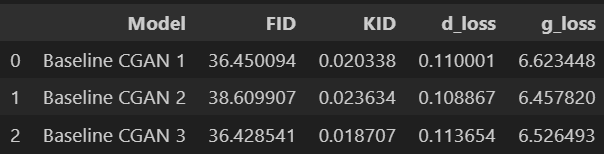 Model FID KID d_loss g_loss
0 Baseline CGAN 1 36.450094 0.020338 0.110001 6.623448
1 Baseline CGAN 2 38.609907 0.023634 0.108867 6.457820
2 Baseline CGAN 3 36.428541 0.018707 0.113654 6.526493